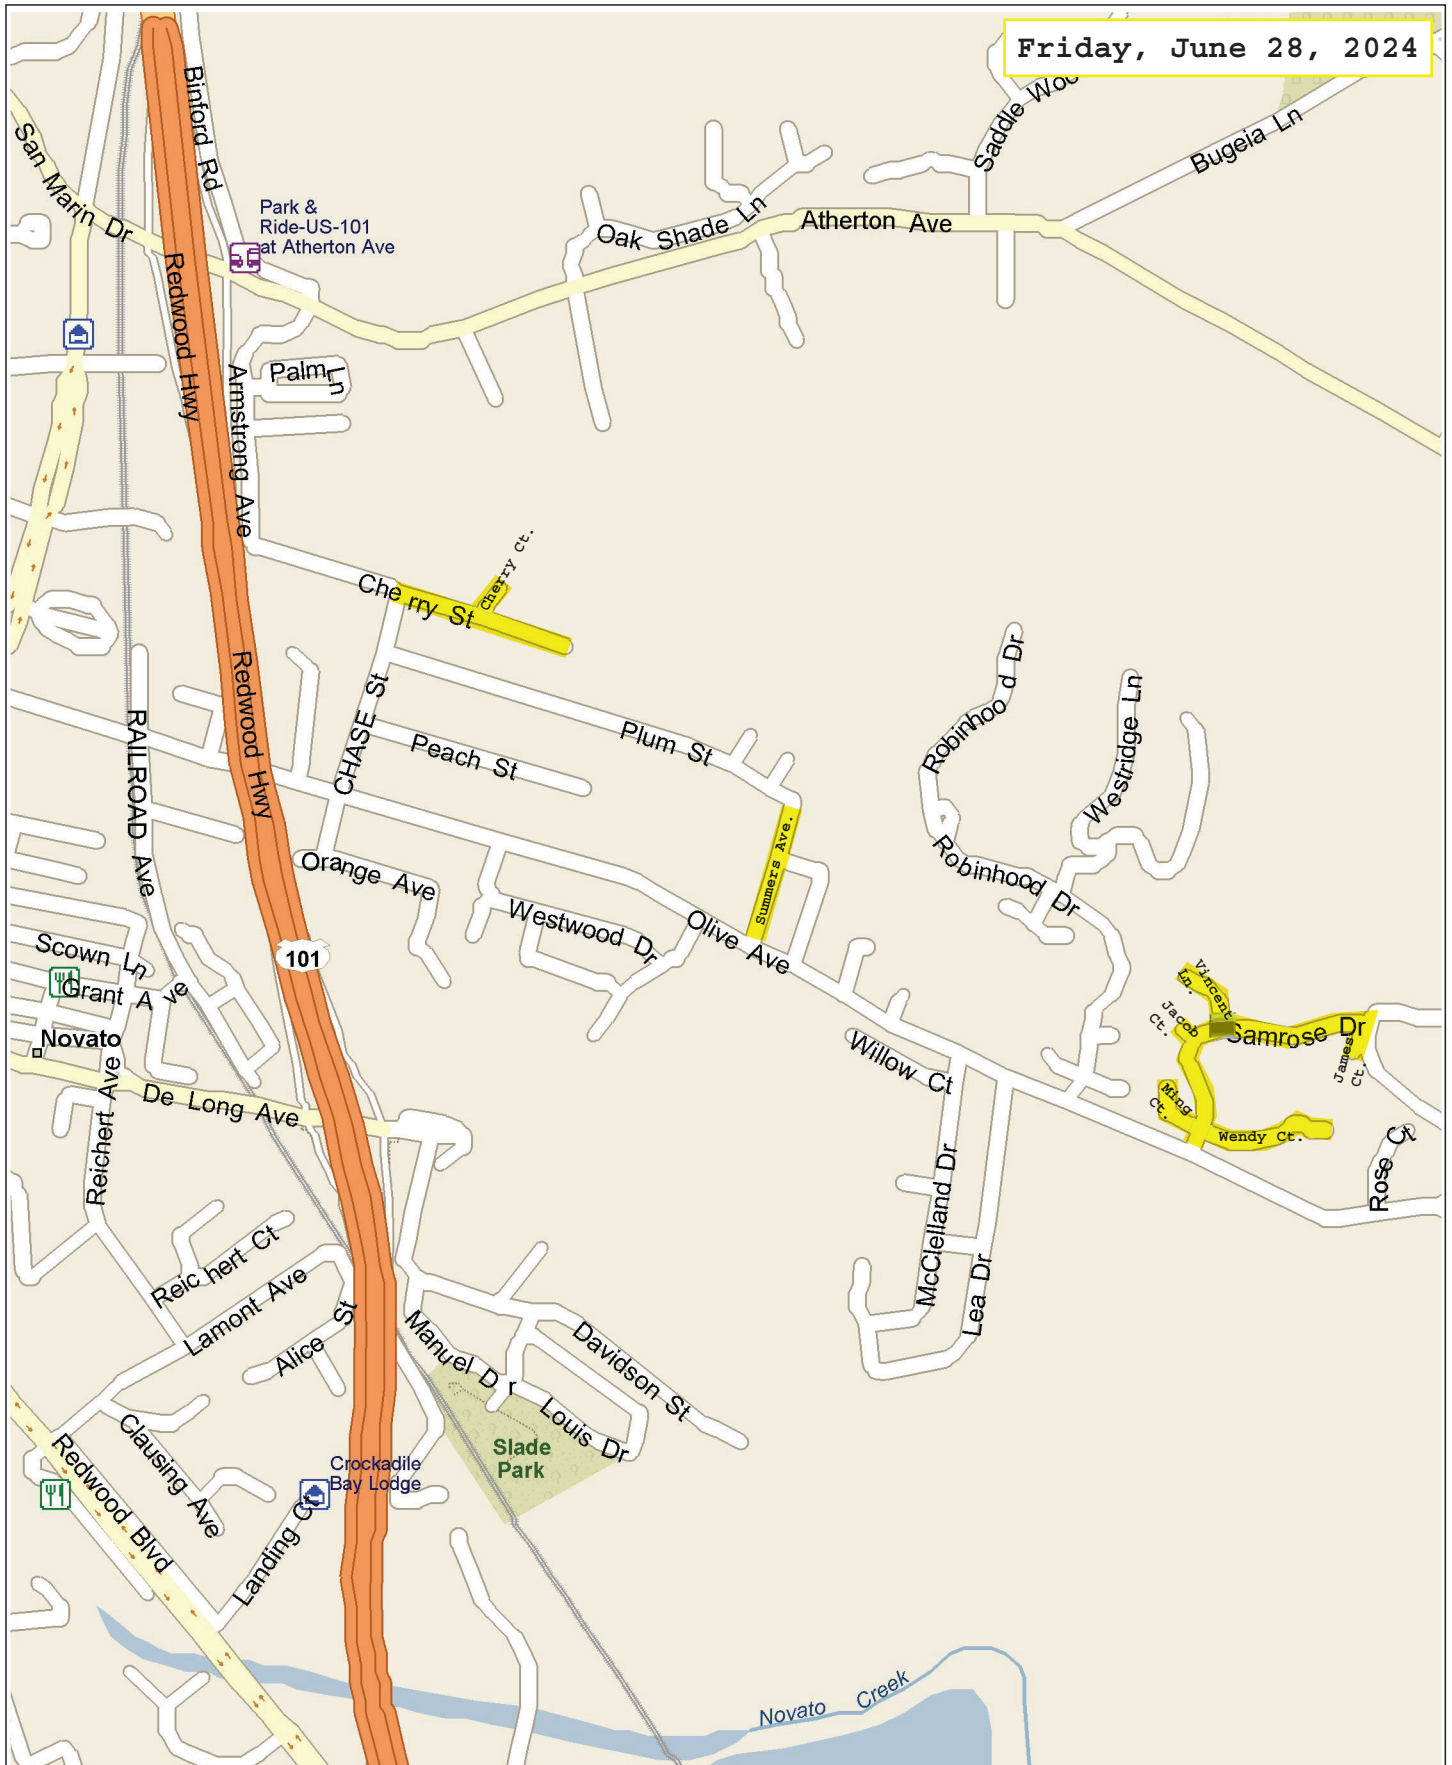 Friday, June 28, 2024
Binford Rd
San Marin Dr
Park &
Ride-US-101
at Atherton Ave
Saddle Woo
Bugeia Ln
Oak Shade Ln
Atherton Ave
Redwood Hwy
Palm Ln
Armstrong Ave
Cherry Ct.
Cherry St
Redwood Hwy
CHASE St
Plum St
Peach St
Robinhood Dr
Westridge Ln
RAILROAD Ave
Summers Ave.
Orange Ave
Robinhood Dr
Westwood Dr
Olive Ave
101
Scown Ln
Grant Ave
Novato
Vincent
Ln.
Jacob
Ct.
Samrose Dr
James
Ct.
Willow Ct
Reichert Ave
De Long Ave
Ming
Ct.
Wendy Ct.
Rose Ct
McClelland Dr
Lea Dr
Reichert Ct
Lamont Ave
Alice St
Manuel Dr
Davidson St
Louis Dr
Slade
Park
Clausing Ave
Crockadile
Bay Lodge
Redwood Blvd
Landing Ct
Novato Creek